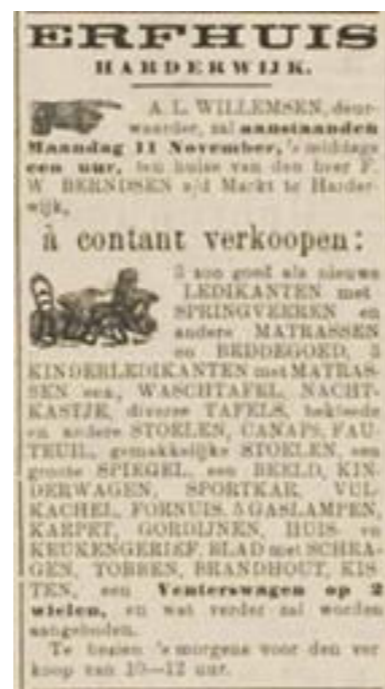 ERFHUIS
HARDERWIJK.
A. L. WILLEMSEN, deur-
waarder, zal aanstaanden
Maandag 11 November, 's middags
een uur, ten huize van den heer F.
W. BERNDSEN a/d Markt te Harder-
wijk,
à contant verkoopen:
3 zoo goed als nieuwe
LEDIKANTEN met
SPRINGVEEREN en
andere MATRASSEN
en BEDDEGOED, 3
KINDERLEDIKANTEN met MATRAS-
SEN enz., WASCHTAFEL, NACHT-
KASTJE, diverse TAFELS, bekleede
en andere STOELEN, CANAPS, FAU-
TEUIL, gemakkelijke STOELEN, een
groote SPIEGEL, een BEELD, KIN-
DERWAGEN, SPORTKAR, VUL-
KACHEL, FORNUIS, 5 GASLAMPEN,
KARPET, GORDIJNEN, HUIS- en
KEUKENGERIEF, BLAD met SCHRA-
GEN, TOBBEN, BRANDHOUT, KIS-
TEN, een Venterswagen op 2
wielen, en wat verder zal worden
aangeboden.
Te bezien 's morgens voor den ver
koop van 10—12 uur.